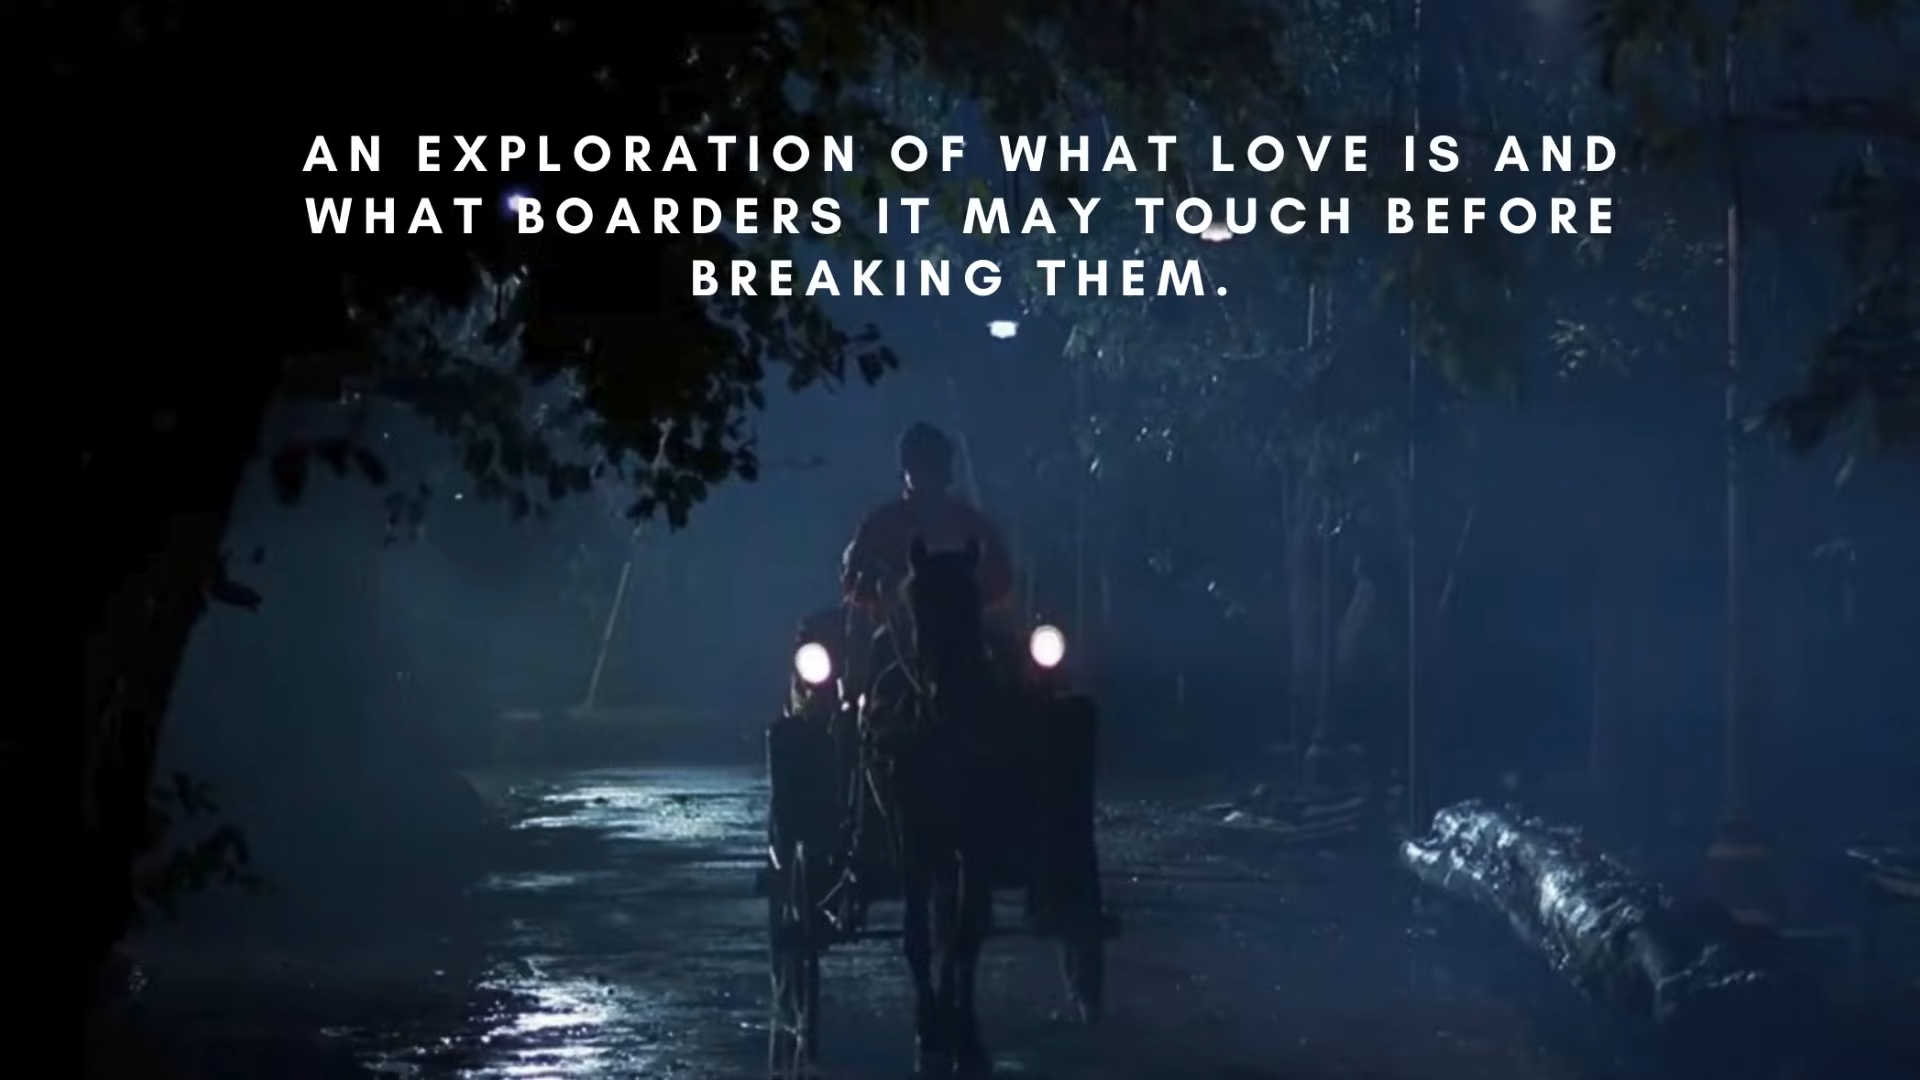 AN EXPLORATION OF WHAT LOVE IS AND
WHAT BOARDERS IT MAY TOUCH BEFORE
BREAKING THEM.